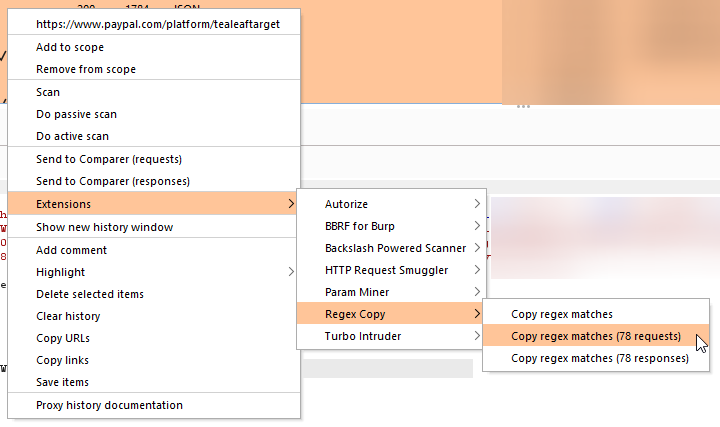 200 1784 JSON
https://www.paypal.com/platform/tealeaftarget
Add to scope
Remove from scope
Scan
Do passive scan
Do active scan
Send to Comparer (requests)
Send to Comparer (responses)
Extensions
Show new history window
Add comment
Highlight
Delete selected items
Clear history
Copy URLs
Copy links
Save items
Proxy history documentation
Autorize
BBRF for Burp
Backslash Powered Scanner
HTTP Request Smuggler
Param Miner
Regex Copy
Turbo Intruder
Copy regex matches
Copy regex matches (78 requests)
Copy regex matches (78 responses)